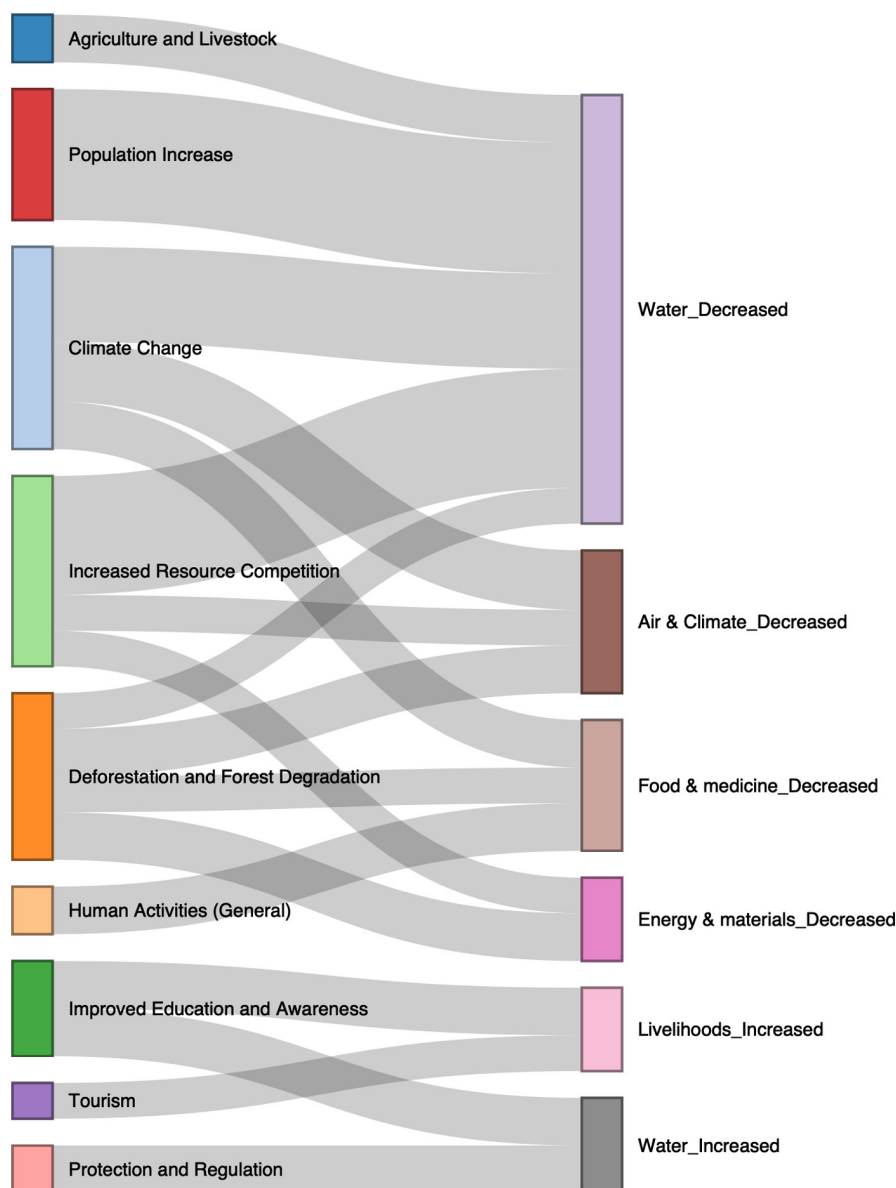 Agriculture and Livestock
Population Increase
Climate Change
Increased Resource Competition
Deforestation and Forest Degradation
Human Activities (General)
Improved Education and Awareness
Tourism
Protection and Regulation
Water_Decreased
Air & Climate_Decreased
Food & medicine_Decreased
Energy & materials_Decreased
Livelihoods_Increased
Water_Increased